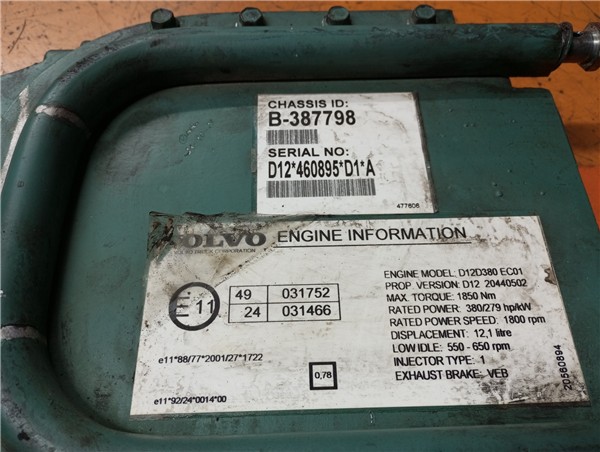 CHASSIS ID:
B-387798
SERIAL NO:
D12*460895*D1*A
477606
VOLVO ENGINE INFORMATION
E 11
49 031752
24 031466
e11*88/77*2001/27*1722
0,78
e11*92/24*0014*00
ENGINE MODEL: D12D380 EC01
PROP. VERSION: D12 20440502
MAX. TORQUE: 1850 Nm
RATED POWER: 380/279 hp/kW
RATED POWER SPEED: 1800 rpm
DISPLACEMENT: 12,1 litre
LOW IDLE: 550 - 650 rpm
INJECTOR TYPE: 1
EXHAUST BRAKE: VEB
20560894